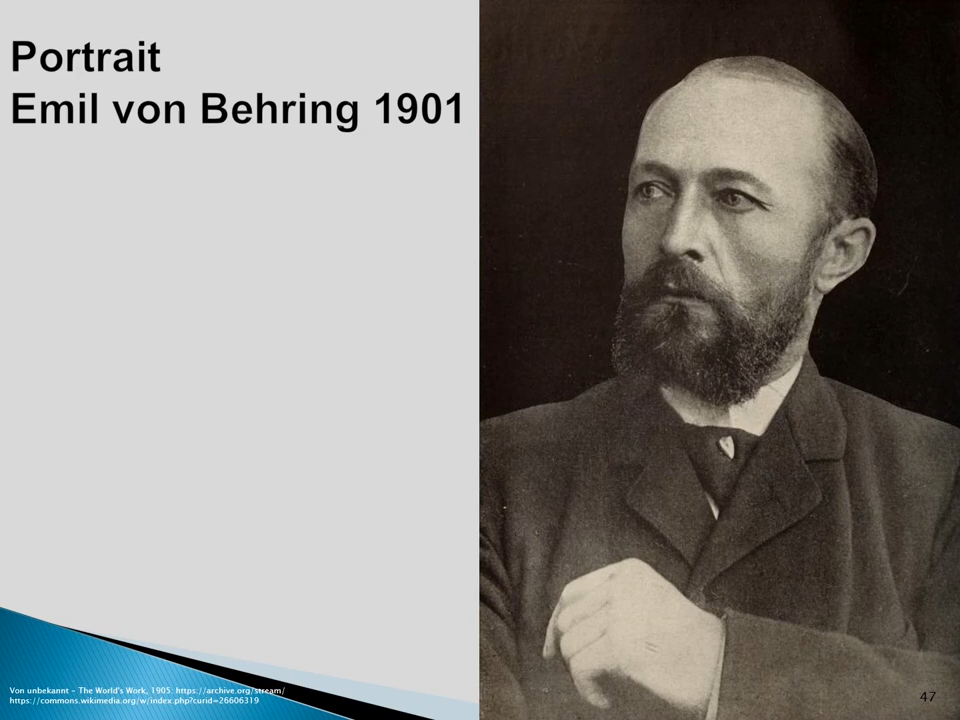 Portrait
Emil von Behring 1901
Von unbekannt - The World's Work, 1905: https://archive.org/stream/
https://commons.wikimedia.org/w/index.php?curid=26606319
47